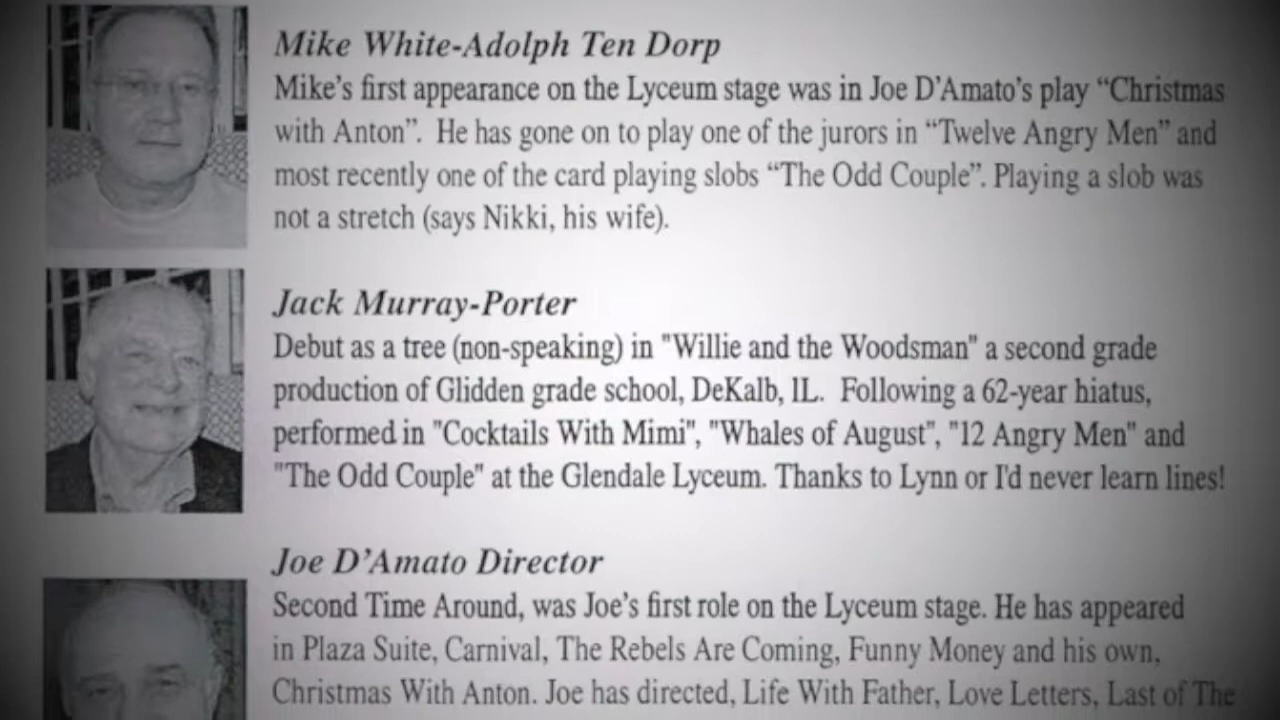 Mike White-Adolph Ten Dorp
Mike's first appearance on the Lyceum stage was in Joe D'Amato's play “Christmas
with Anton”.  He has gone on to play one of the jurors in “Twelve Angry Men” and
most recently one of the card playing slobs “The Odd Couple”. Playing a slob was
not a stretch (says Nikki, his wife).
Jack Murray-Porter
Debut as a tree (non-speaking) in "Willie and the Woodsman" a second grade
production of Glidden grade school, DeKalb, IL.  Following a 62-year hiatus,
performed in "Cocktails With Mimi", "Whales of August", "12 Angry Men" and
"The Odd Couple" at the Glendale Lyceum. Thanks to Lynn or I'd never learn lines!
Joe D’Amato Director
Second Time Around, was Joe's first role on the Lyceum stage. He has appeared
in Plaza Suite, Carnival, The Rebels Are Coming, Funny Money and his own,
Christmas With Anton. Joe has directed, Life With Father, Love Letters, Last of The